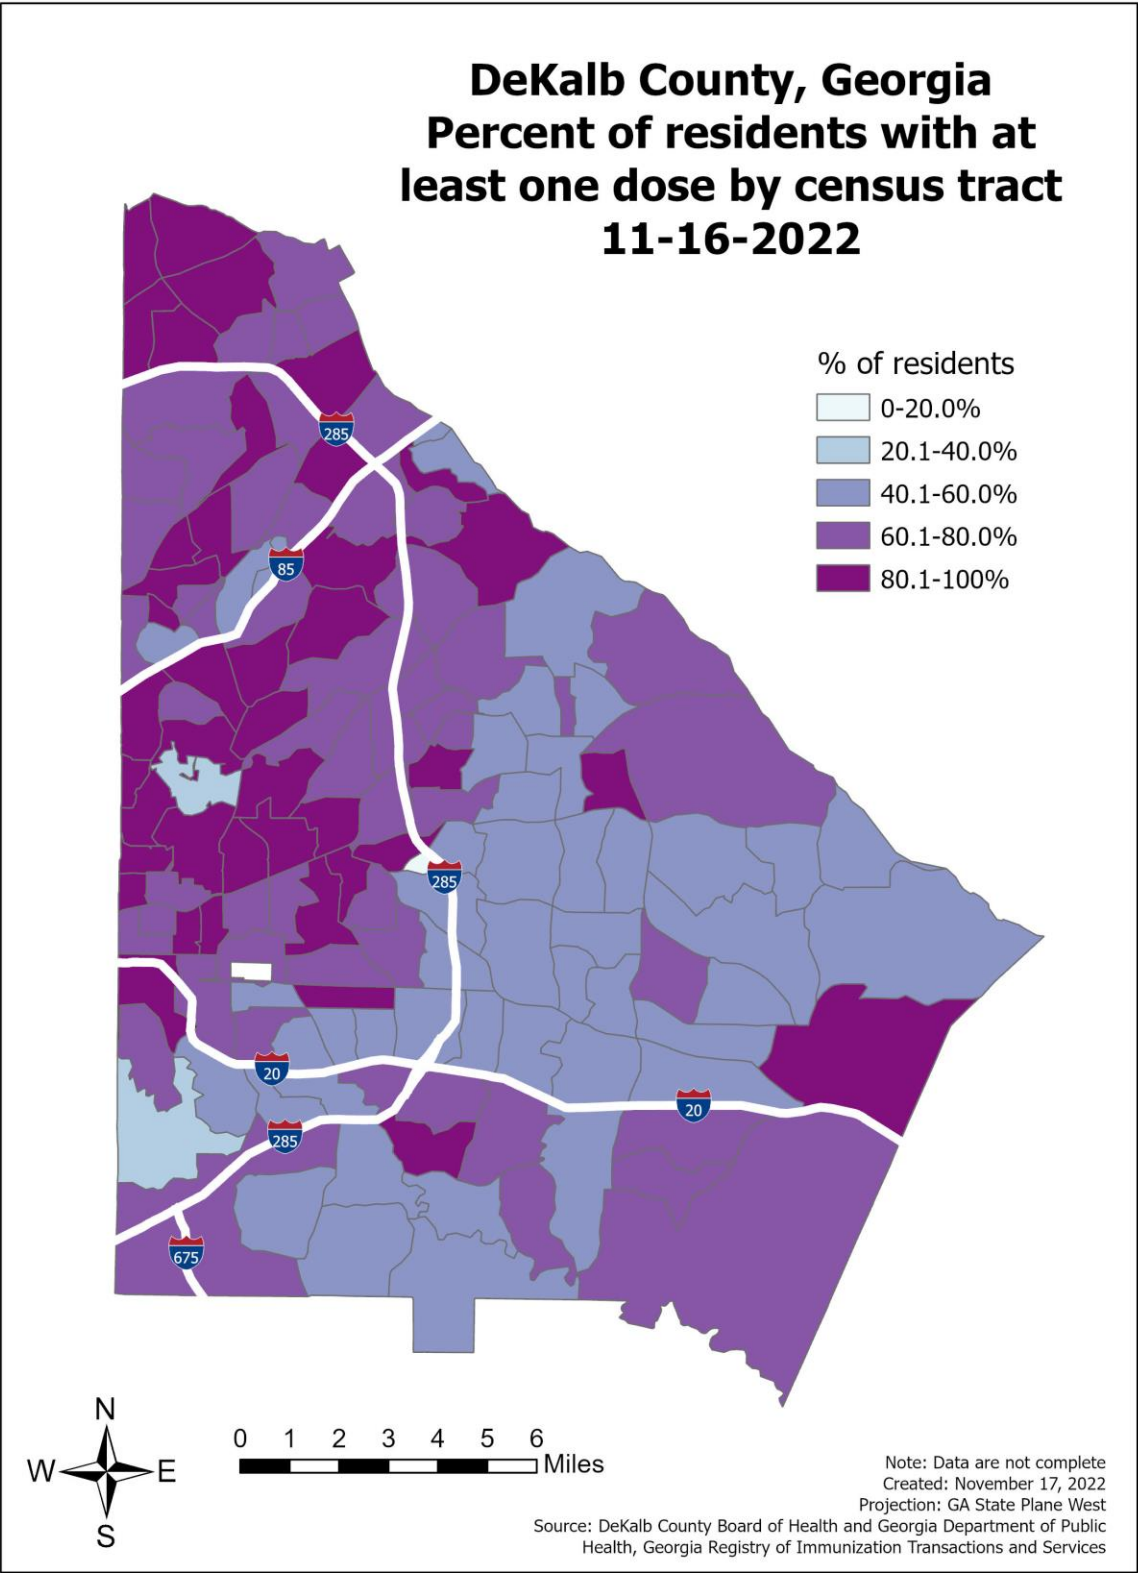 DeKalb County, Georgia
Percent of residents with at
least one dose by census tract
11-16-2022
% of residents
0-20.0%
20.1-40.0%
40.1-60.0%
60.1-80.0%
80.1-100%
285
85
285
20
20
285
675
N
W E
S
0 1 2 3 4 5 6
Miles
Note: Data are not complete
Created: November 17, 2022
Projection: GA State Plane West
Source: DeKalb County Board of Health and Georgia Department of Public
Health, Georgia Registry of Immunization Transactions and Services